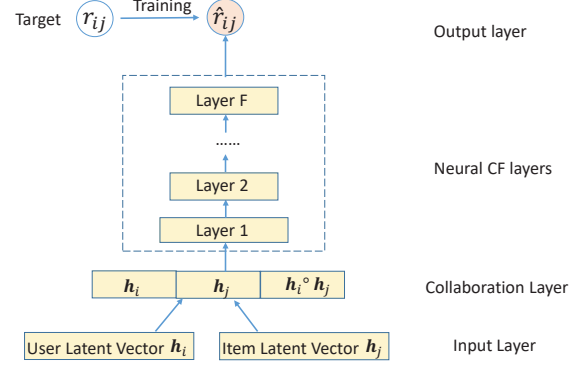 Training
Target r_ij r̂_ij Output layer
Layer F
......
Neural CF layers
Layer 2
Layer 1
h_i h_j h_i ∘ h_j Collaboration Layer
User Latent Vector h_i Item Latent Vector h_j Input Layer